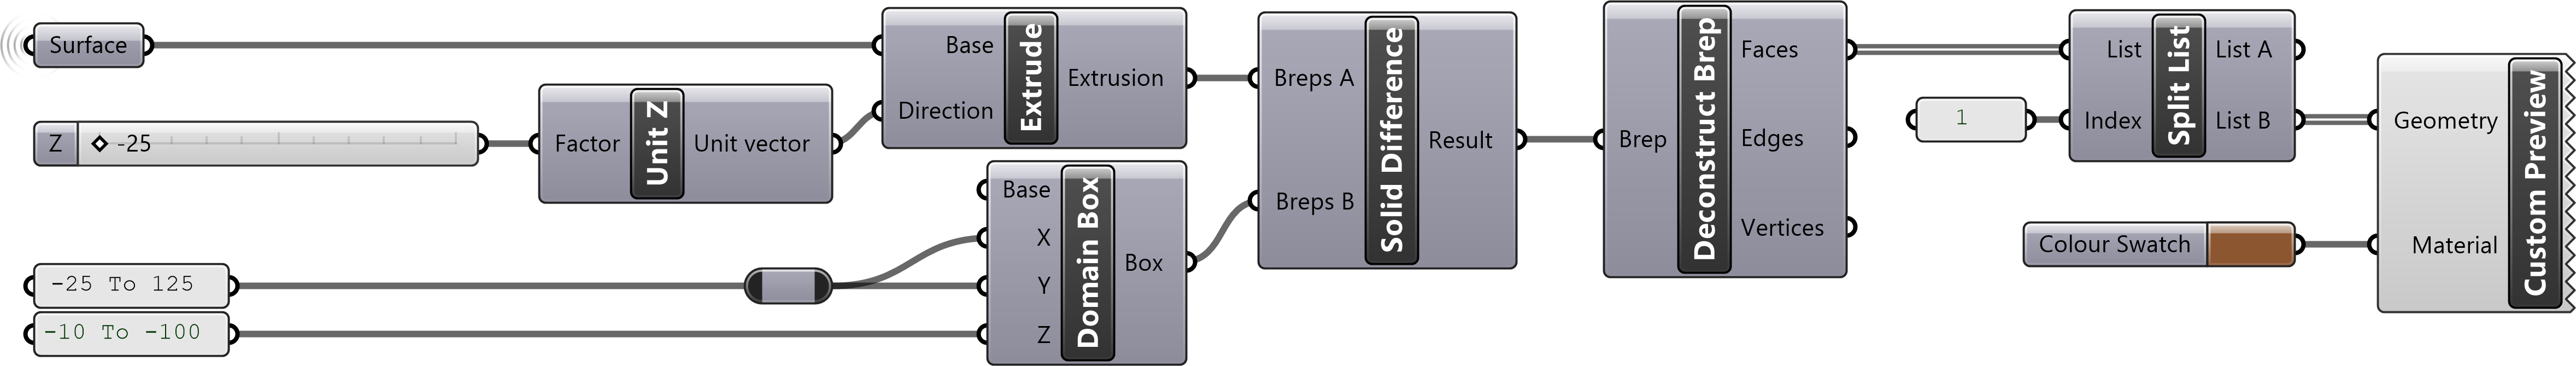 Surface
Z
-25
Factor
Unit Z
Unit vector
Base
Direction
Extrude
Extrusion
-25 To 125
-10 To -100
Base
X
Y
Z
Domain Box
Box
Breps A
Breps B
Solid Difference
Result
Brep
Deconstruct Brep
Faces
Edges
Vertices
1
List
Index
Split List
List A
List B
Colour Swatch
Geometry
Material
Custom Preview